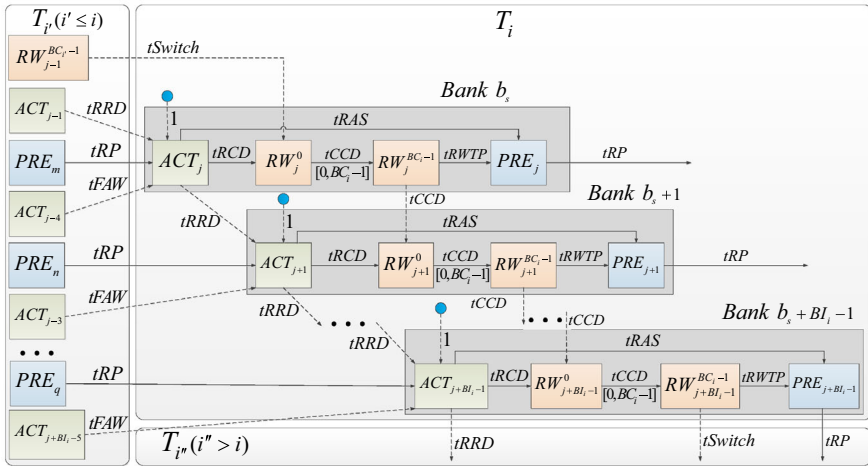 T_{i'}(i' ≤ i)
T_i
RW_{j-1}^{BC_{i'}-1}
tSwitch
Bank b_s
ACT_{j-1}
tRRD
1
tRAS
PRE_m
tRP
ACT_j
tRCD
RW_j^0
tCCD
[0,BC_i-1]
RW_j^{BC_i-1}
tRWTP
PRE_j
tRP
ACT_{j-4}
tFAW
tRRD
tCCD
Bank b_s+1
1
tRAS
PRE_n
tRP
ACT_{j+1}
tRCD
RW_{j+1}^0
tCCD
[0,BC_i-1]
RW_{j+1}^{BC_i-1}
tRWTP
PRE_{j+1}
tRP
ACT_{j-3}
tFAW
tRRD
• • •
tCCD
• • •
tCCD
Bank b_s+BI_i-1
• • •
tRRD
1
tRAS
PRE_q
tRP
ACT_{j+BI_i-1}
tRCD
RW_{j+BI_i-1}^0
tCCD
[0,BC_i-1]
RW_{j+BI_i-1}^{BC_i-1}
tRWTP
PRE_{j+BI_i-1}
ACT_{j+BI_i-5}
tFAW
T_{i''}(i'' > i)
tRRD
tSwitch
tRP